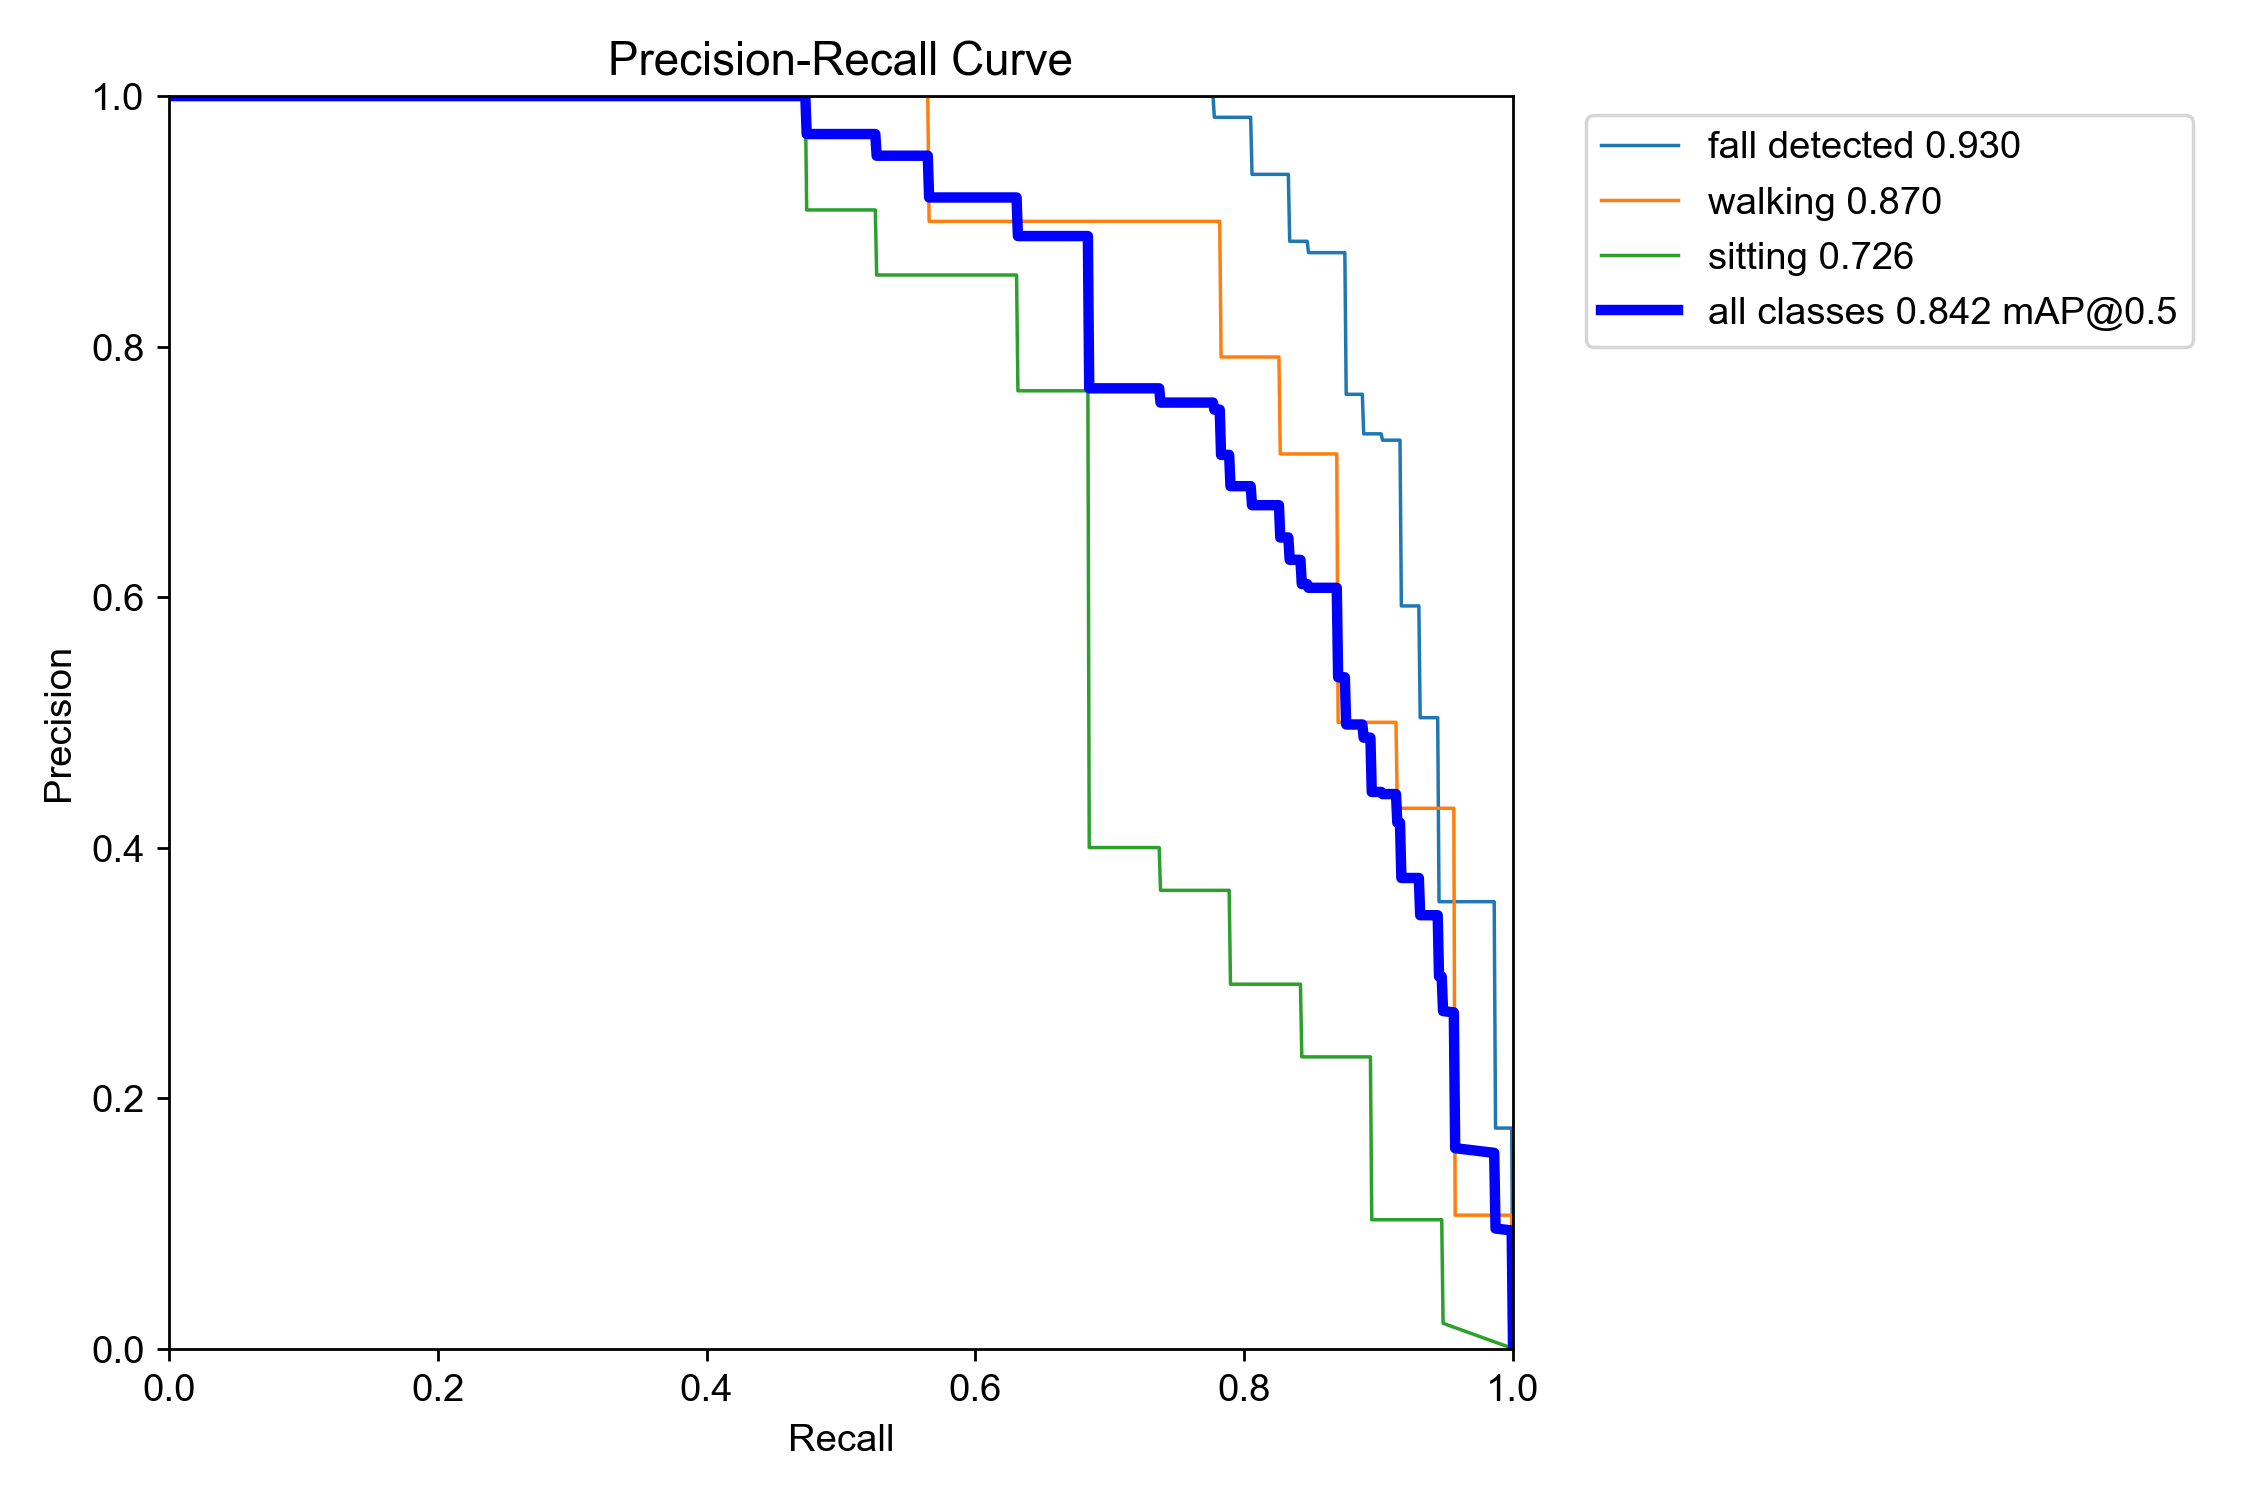 Precision-Recall Curve
1.0
0.8
0.6
0.4
0.2
0.0
Precision
0.0 0.2 0.4 0.6 0.8 1.0
Recall
fall detected 0.930
walking 0.870
sitting 0.726
all classes 0.842 mAP@0.5